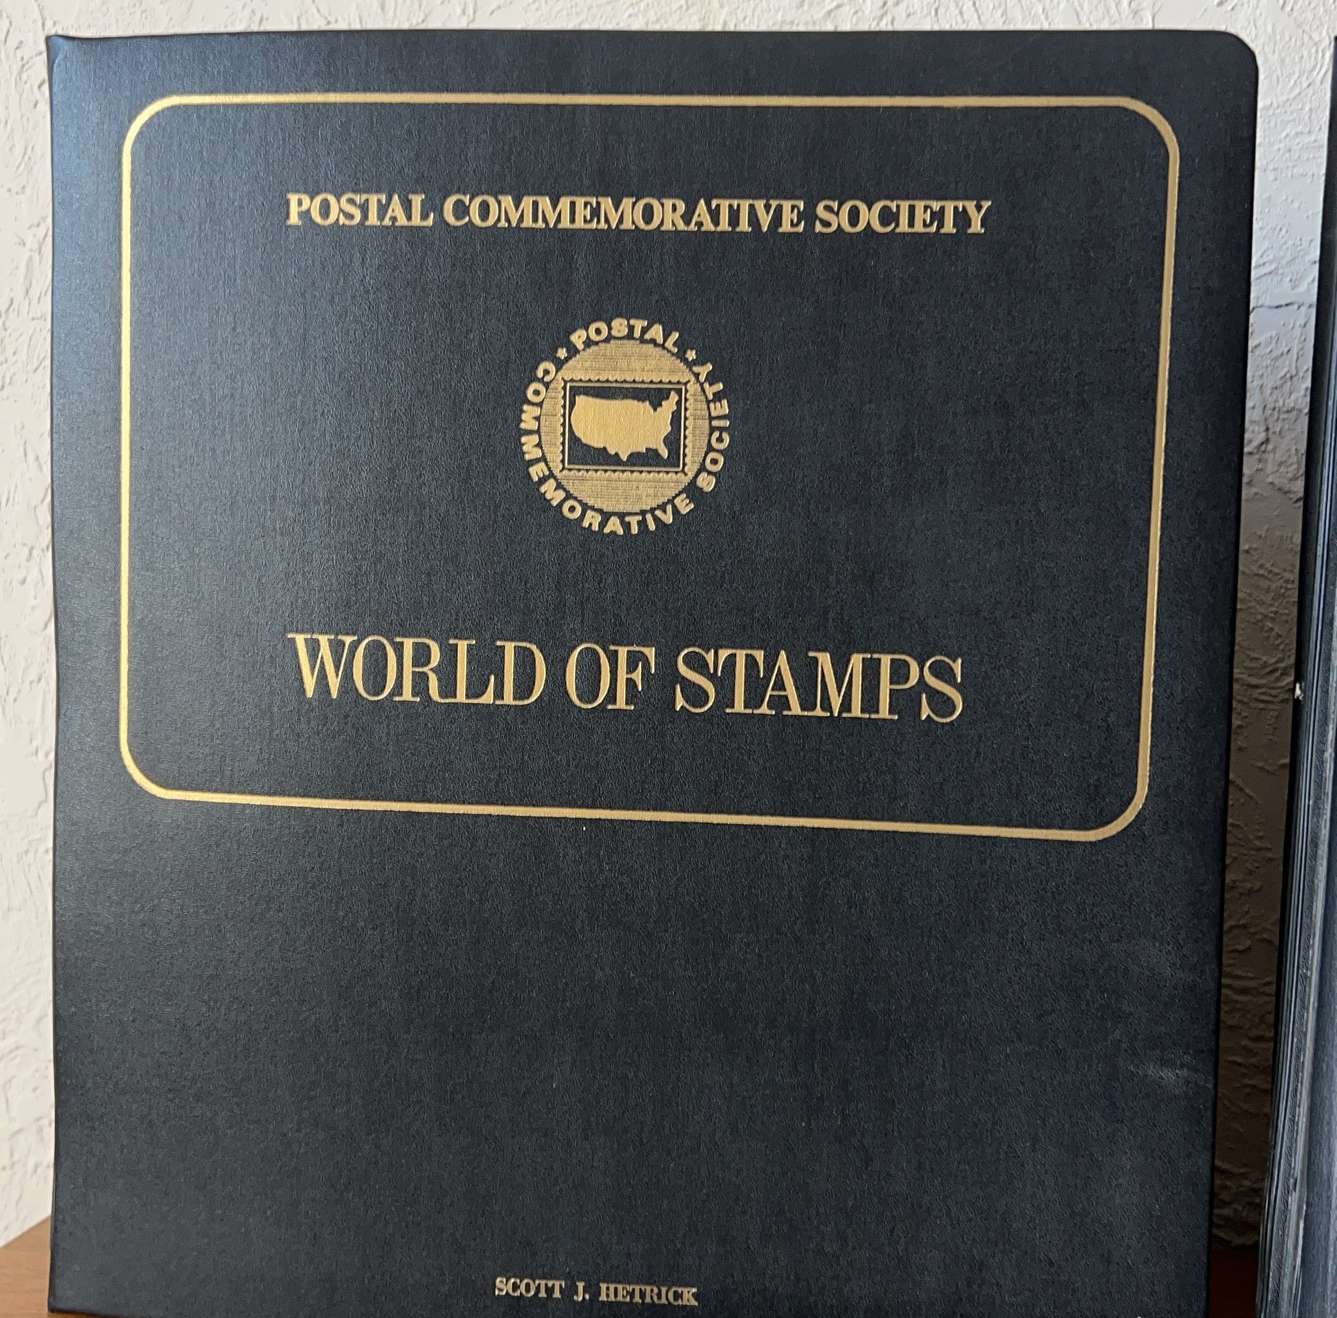 POSTAL COMMEMORATIVE SOCIETY
POSTAL
COMMEMORATIVE SOCIETY
WORLD OF STAMPS
SCOTT J. HETRICK